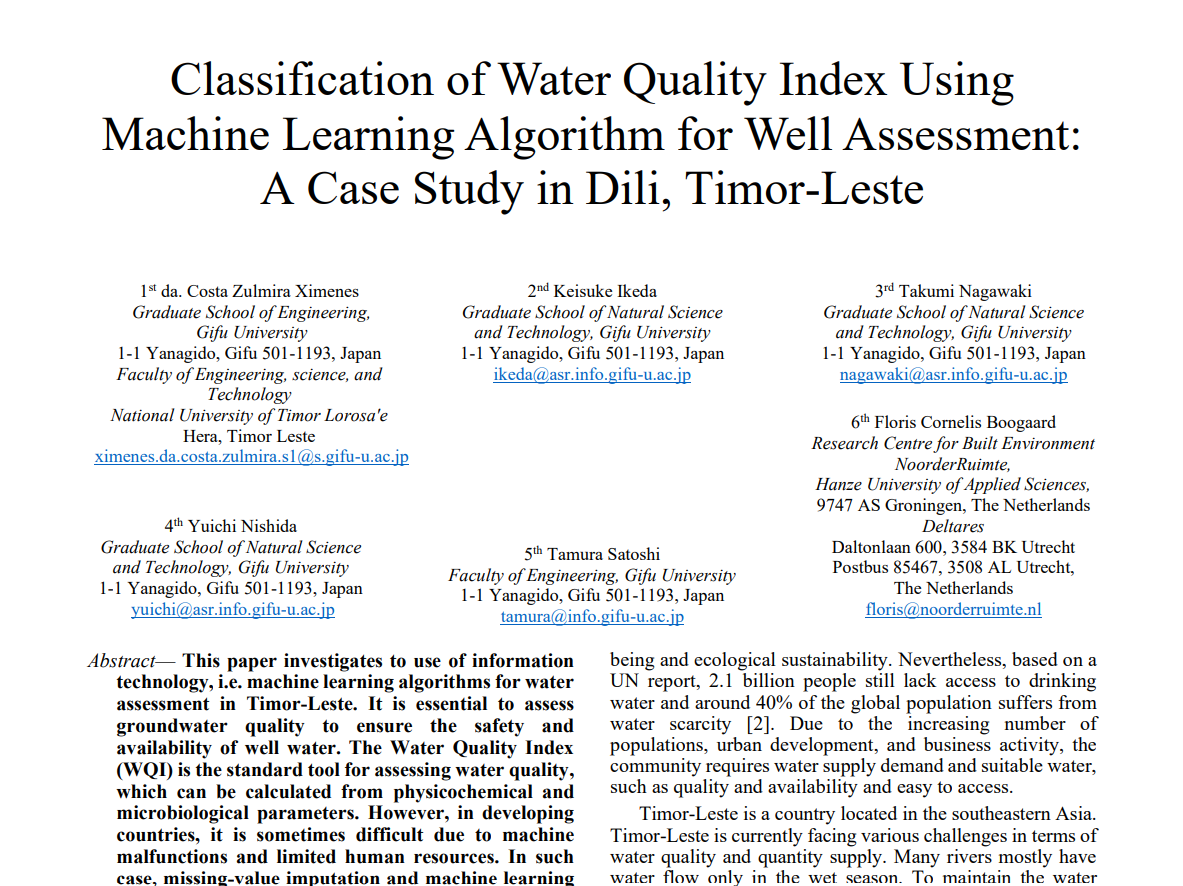 Classification of Water Quality Index Using
Machine Learning Algorithm for Well Assessment:
A Case Study in Dili, Timor-Leste
1st da. Costa Zulmira Ximenes
Graduate School of Engineering,
Gifu University
1-1 Yanagido, Gifu 501-1193, Japan
Faculty of Engineering, science, and
Technology
National University of Timor Lorosa'e
Hera, Timor Leste
ximenes.da.costa.zulmira.s1@s.gifu-u.ac.jp
2nd Keisuke Ikeda
Graduate School of Natural Science
and Technology, Gifu University
1-1 Yanagido, Gifu 501-1193, Japan
ikeda@asr.info.gifu-u.ac.jp
3rd Takumi Nagawaki
Graduate School of Natural Science
and Technology, Gifu University
1-1 Yanagido, Gifu 501-1193, Japan
nagawaki@asr.info.gifu-u.ac.jp
4th Yuichi Nishida
Graduate School of Natural Science
and Technology, Gifu University
1-1 Yanagido, Gifu 501-1193, Japan
yuichi@asr.info.gifu-u.ac.jp
5th Tamura Satoshi
Faculty of Engineering, Gifu University
1-1 Yanagido, Gifu 501-1193, Japan
tamura@info.gifu-u.ac.jp
6th Floris Cornelis Boogaard
Research Centre for Built Environment
NoorderRuimte,
Hanze University of Applied Sciences,
9747 AS Groningen, The Netherlands
Deltares
Daltonlaan 600, 3584 BK Utrecht
Postbus 85467, 3508 AL Utrecht,
The Netherlands
floris@noorderruimte.nl
Abstract— This paper investigates to use of information
technology, i.e. machine learning algorithms for water
assessment in Timor-Leste. It is essential to assess
groundwater quality to ensure the safety and
availability of well water. The Water Quality Index
(WQI) is the standard tool for assessing water quality,
which can be calculated from physicochemical and
microbiological parameters. However, in developing
countries, it is sometimes difficult due to machine
malfunctions and limited human resources. In such
case, missing-value imputation and machine learning
being and ecological sustainability. Nevertheless, based on a
UN report, 2.1 billion people still lack access to drinking
water and around 40% of the global population suffers from
water scarcity [2]. Due to the increasing number of
populations, urban development, and business activity, the
community requires water supply demand and suitable water,
such as quality and availability and easy to access.
Timor-Leste is a country located in the southeastern Asia.
Timor-Leste is currently facing various challenges in terms of
water quality and quantity supply. Many rivers mostly have
water flow only in the wet season. To maintain the water